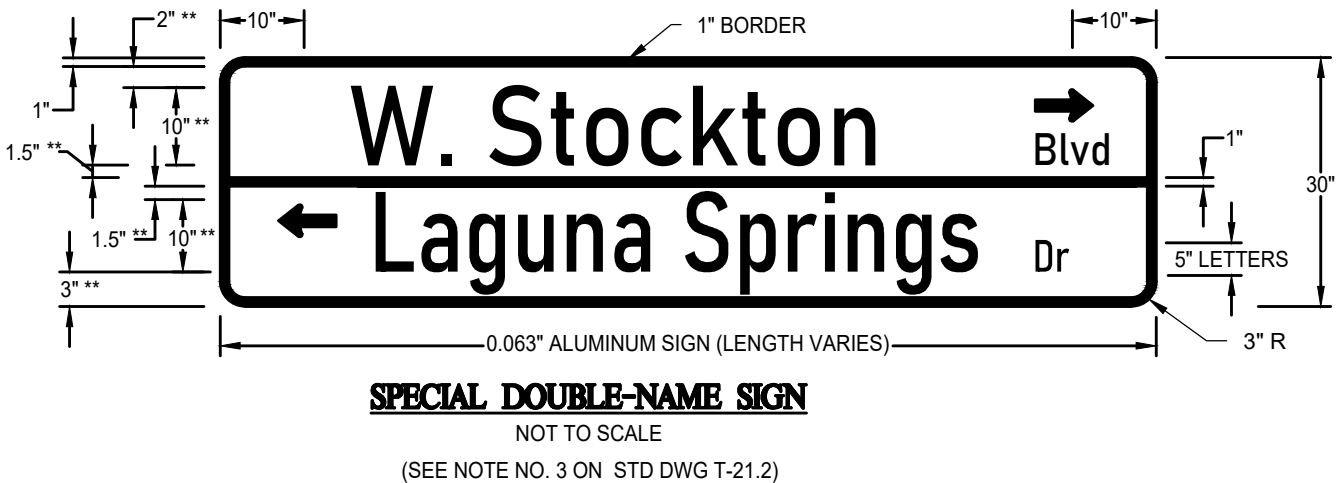 2" **
10"
1" BORDER
10"
1"
10" **
1.5" **
W. Stockton
Blvd
1"
30"
Laguna Springs
Dr
1.5" **
10" **
5" LETTERS
3" **
0.063" ALUMINUM SIGN (LENGTH VARIES)
3" R
SPECIAL DOUBLE-NAME SIGN
NOT TO SCALE
(SEE NOTE NO. 3 ON STD DWG T-21.2)